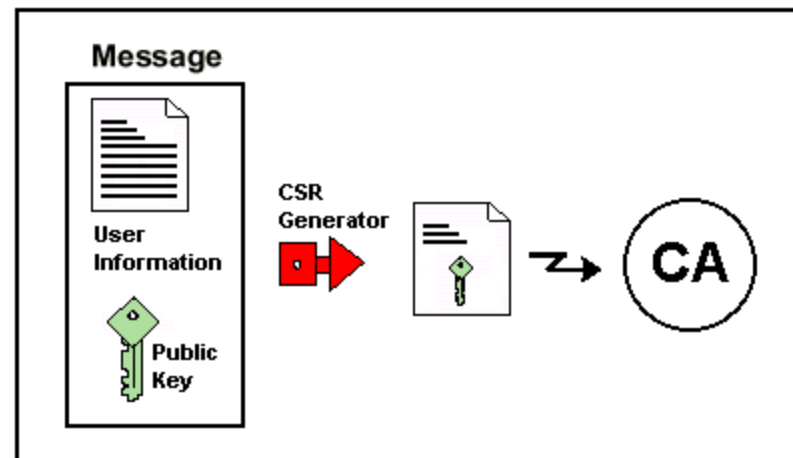 Message
User
Information
Public
Key
CSR
Generator
CA